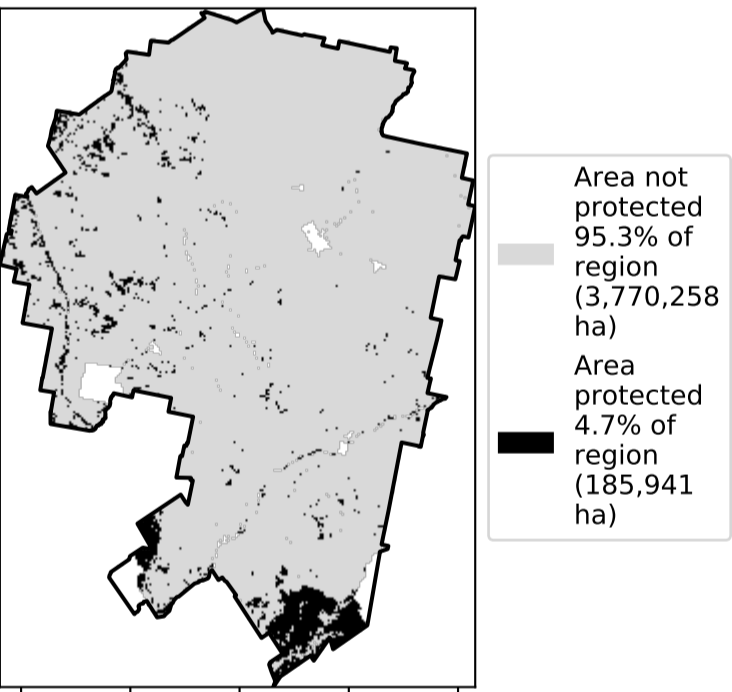 Area not
protected
95.3% of
region
(3,770,258
ha)
Area
protected
4.7% of
region
(185,941
ha)